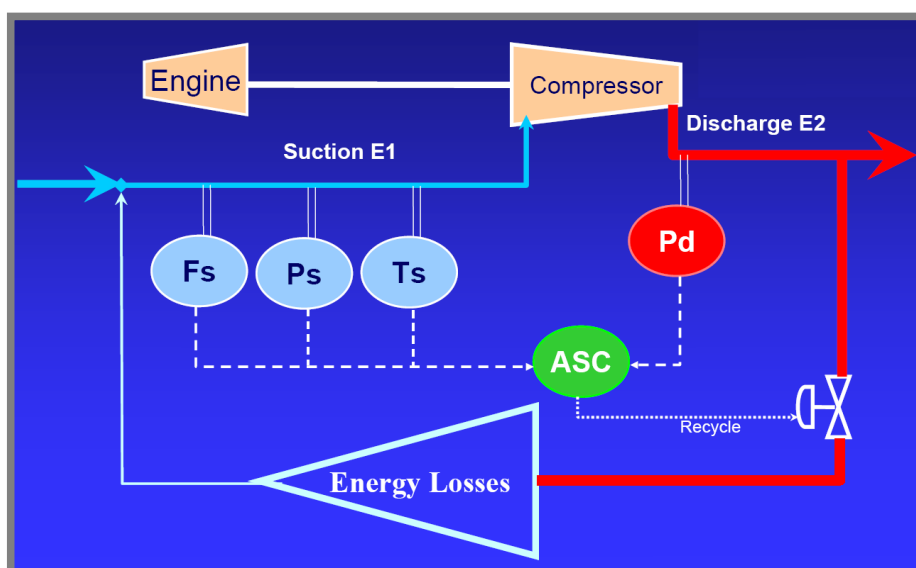 Engine
Compressor
Discharge E2
Suction E1
Fs
Ps
Ts
Pd
ASC
Recycle
Energy Losses